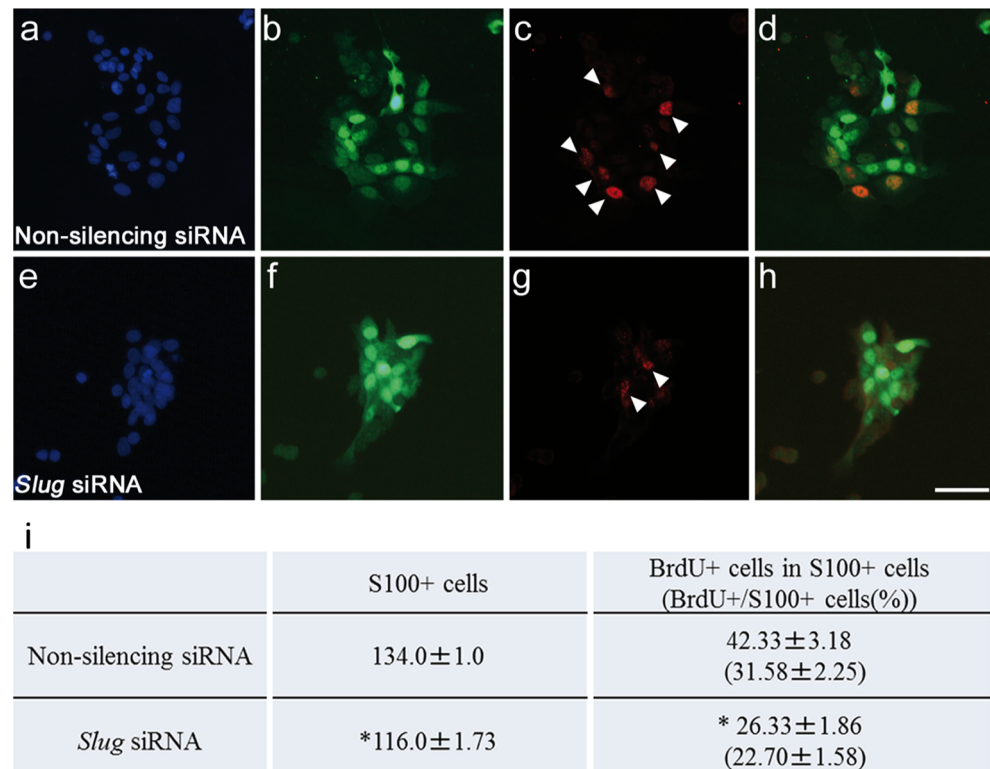 a
b
c
d
Non-silencing siRNA
e
f
g
h
Slug siRNA
i
S100+ cells
BrdU+ cells in S100+ cells
(BrdU+/S100+ cells(%))
Non-silencing siRNA
134.0±1.0
42.33±3.18
(31.58±2.25)
Slug siRNA
*116.0±1.73
* 26.33±1.86
(22.70±1.58)